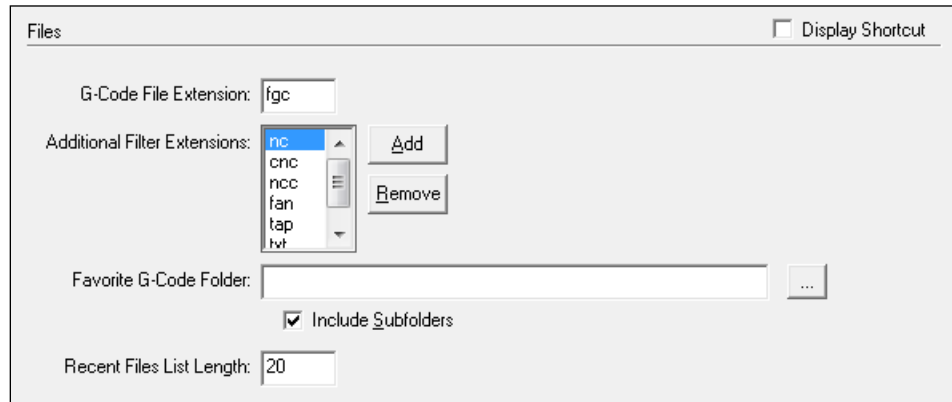 Files
Display Shortcut
G-Code File Extension: fgc
Additional Filter Extensions:
nc
cnc
ncc
fan
tap
txt
Add
Remove
Favorite G-Code Folder:
...
Include Subfolders
Recent Files List Length: 20